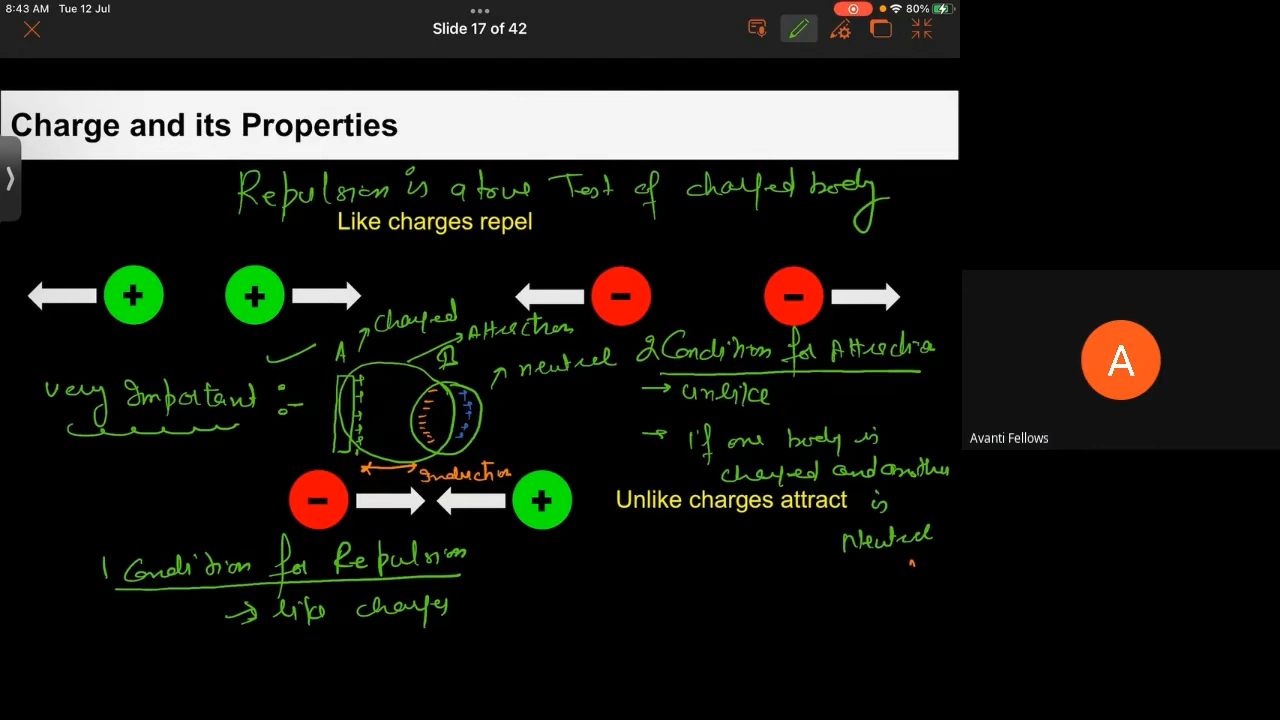 8:43 AM Tue 12 Jul
80%
Slide 17 of 42
Charge and its Properties
Repulsion is a true Test of charged body
Like charges repel
+ + - -
charged
Attraction
A B
neutral
2 Condition for Attraction
very Important :-
→ unlike
→ If one body is
charged and another
is
Neutral
Induction
- +
Unlike charges attract
1 Condition for Repulsion
→ like charges
A
Avanti Fellows